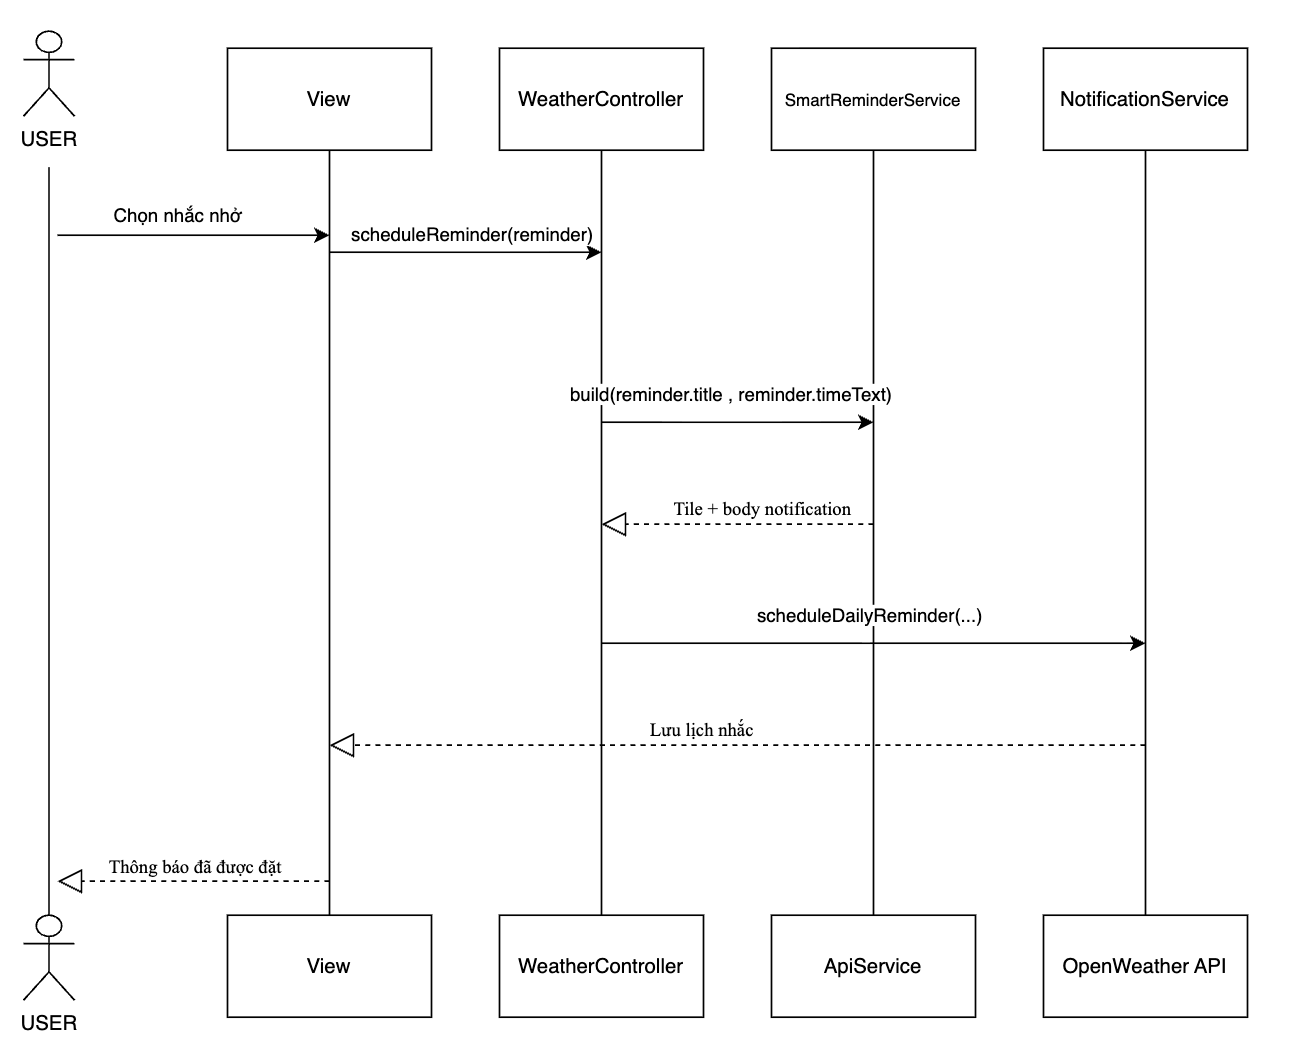 USER
View
WeatherController
SmartReminderService
NotificationService
Chọn nhắc nhở
scheduleReminder(reminder)
build(reminder.title , reminder.timeText)
Tile + body notification
scheduleDailyReminder(...)
Lưu lịch nhắc
Thông báo đã được đặt
USER
View
WeatherController
ApiService
OpenWeather API